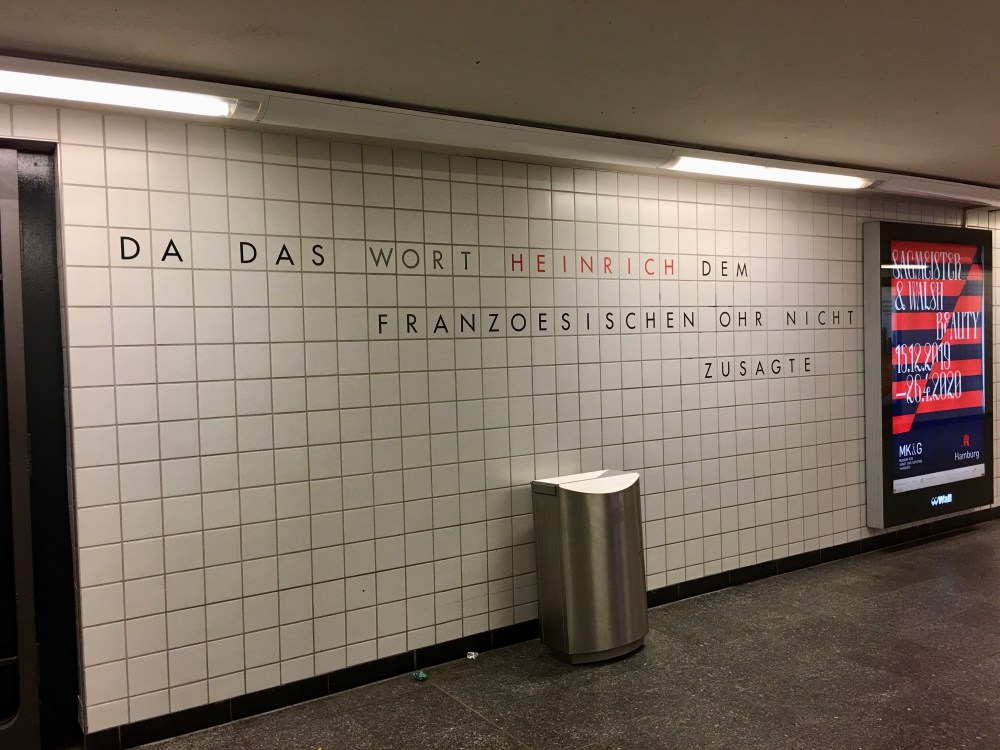 DA DAS WORT HEINRICH DEM
FRANZOESISCHEN OHR NICHT
ZUSAGTE
SAGMEISTER
& WALSH
BEAUTY
15.12.2019
–26.4.2020
MK&G
Hamburg
Wall